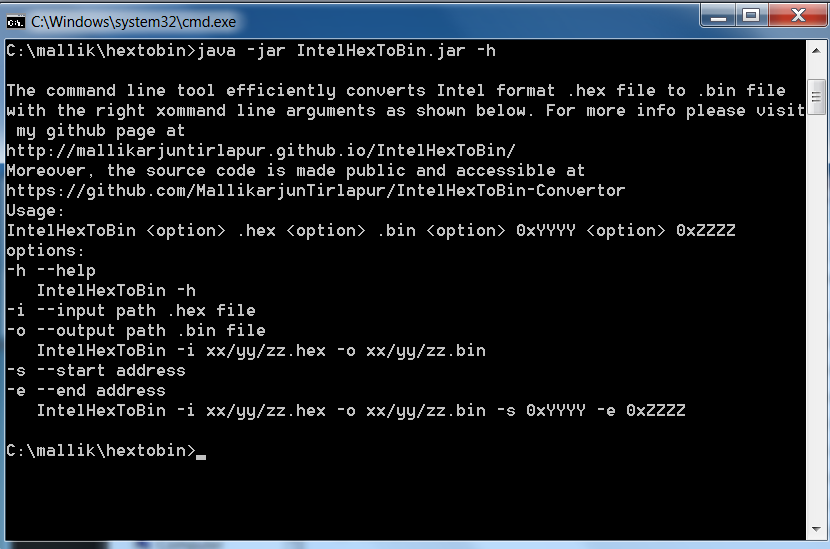 C:\Windows\system32\cmd.exe
C:\mallik\hextobin>java -jar IntelHexToBin.jar -h
The command line tool efficiently converts Intel format .hex file to .bin file
with the right xommand line arguments as shown below. For more info please visit
my github page at
http://mallikarjuntirlapur.github.io/IntelHexToBin/
Moreover, the source code is made public and accessible at
https://github.com/MallikarjunTirlapur/IntelHexToBin-Convertor
Usage:
IntelHexToBin <option> .hex <option> .bin <option> 0xYYYY <option> 0xZZZZ
options:
-h --help
IntelHexToBin -h
-i --input path .hex file
-o --output path .bin file
IntelHexToBin -i xx/yy/zz.hex -o xx/yy/zz.bin
-s --start address
-e --end address
IntelHexToBin -i xx/yy/zz.hex -o xx/yy/zz.bin -s 0xYYYY -e 0xZZZZ
C:\mallik\hextobin>_